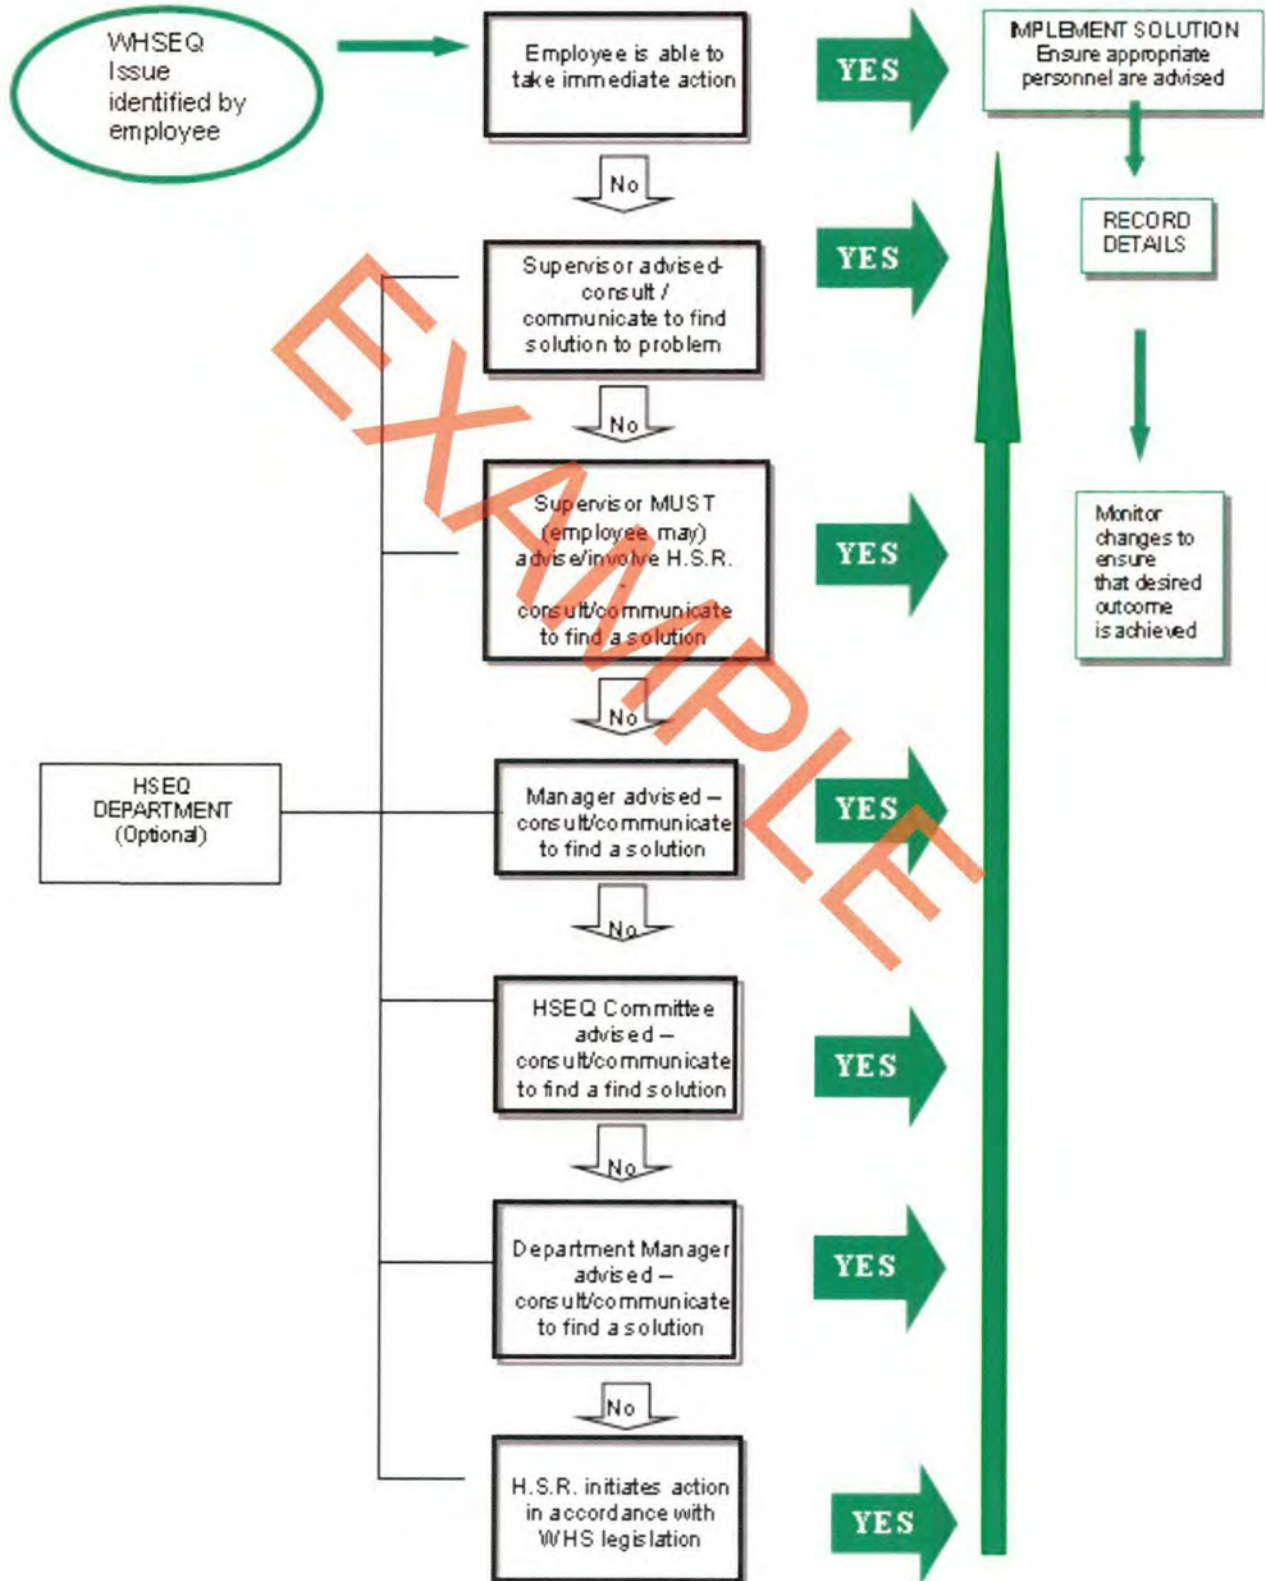 WHSEQ
Issue
identified by
employee
Employee is able to
take immediate action
YES
IMPLEMENT SOLUTION
Ensure appropriate
personnel are advised
No
RECORD
DETAILS
Supervisor advised-
consult /
communicate to find
solution to problem
YES
No
Supervisor MUST
(employee may)
advise/involve H.S.R.
-
consult/communicate
to find a solution
YES
Monitor
changes to
ensure
that desired
outcome
is achieved
No
HSEQ
DEPARTMENT
(Optional)
Manager advised –
consult/communicate
to find a solution
YES
No
HSEQ Committee
advised –
consult/communicate
to find a find solution
YES
No
Department Manager
advised –
consult/communicate
to find a solution
YES
No
H.S.R. initiates action
in accordance with
WHS legislation
YES
EXAMPLE